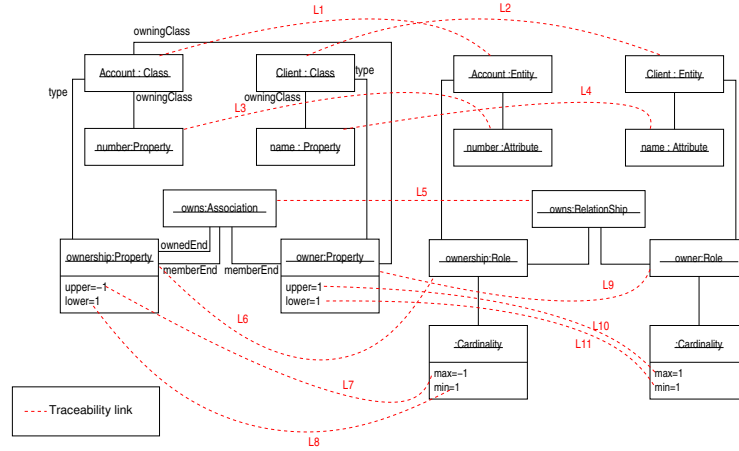 L1
L2
owningClass
Account : Class
Client : Class
Account :Entity
Client : Entity
type
type
owningClass
owningClass
L3
L4
number:Property
name : Property
number :Attribute
name : Attribute
L5
owns:Association
owns:RelationShip
ownedEnd
ownership:Property
memberEnd
memberEnd
owner:Property
ownership:Role
owner:Role
upper=-1
lower=1
upper=1
lower=1
L9
L6
L10
L11
:Cardinality
:Cardinality
L7
max=-1
min=1
max=1
min=1
Traceability link
L8